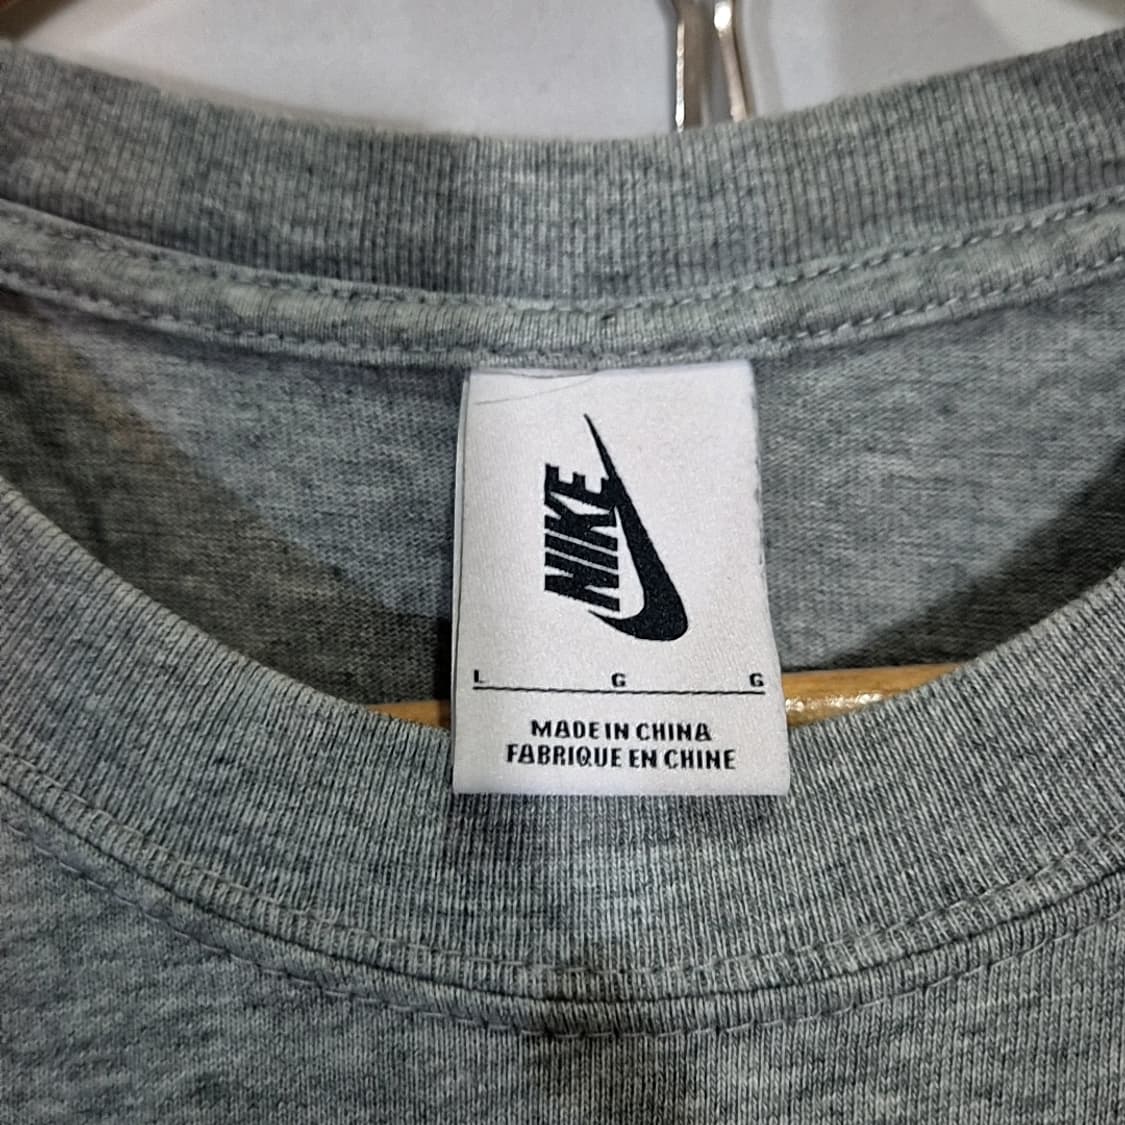 NIKE
L G G
MADE IN CHINA
FABRIQUE EN CHINE